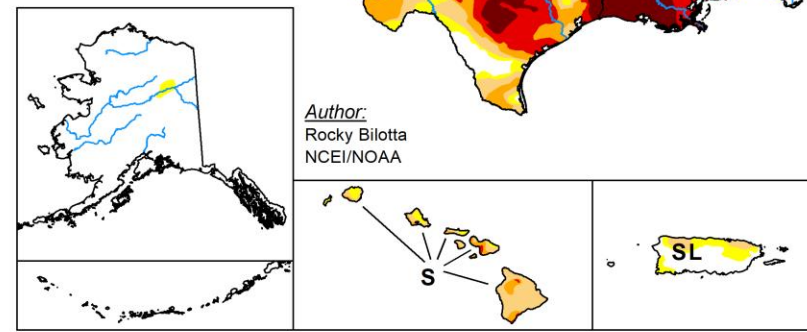 Author:
Rocky Bilotta
NCEI/NOAA
S
SL